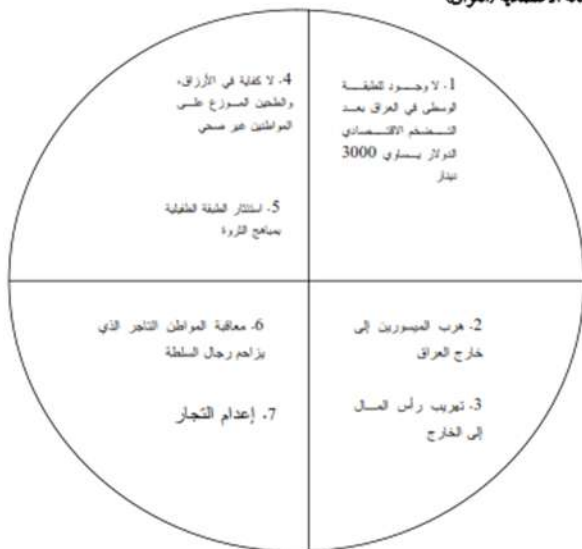 1. لا وجود للطبقة
الوسطى في العراق بعد
التضخم الاقتصادي
الدولار يساوي 3000
دينار
2. هرب الميسورين إلى
خارج العراق
3. تهريب رأس المال
إلى الخارج
4. لا كفاية في الأرزاق،
والطحين الموزع على
المواطنين غير صحي
5. استئثار الطبقة الطفيلية
بمباهج الثروة
6. معاقبة المواطن التاجر الذي
يزاحم رجال السلطة
7. إعدام التجار